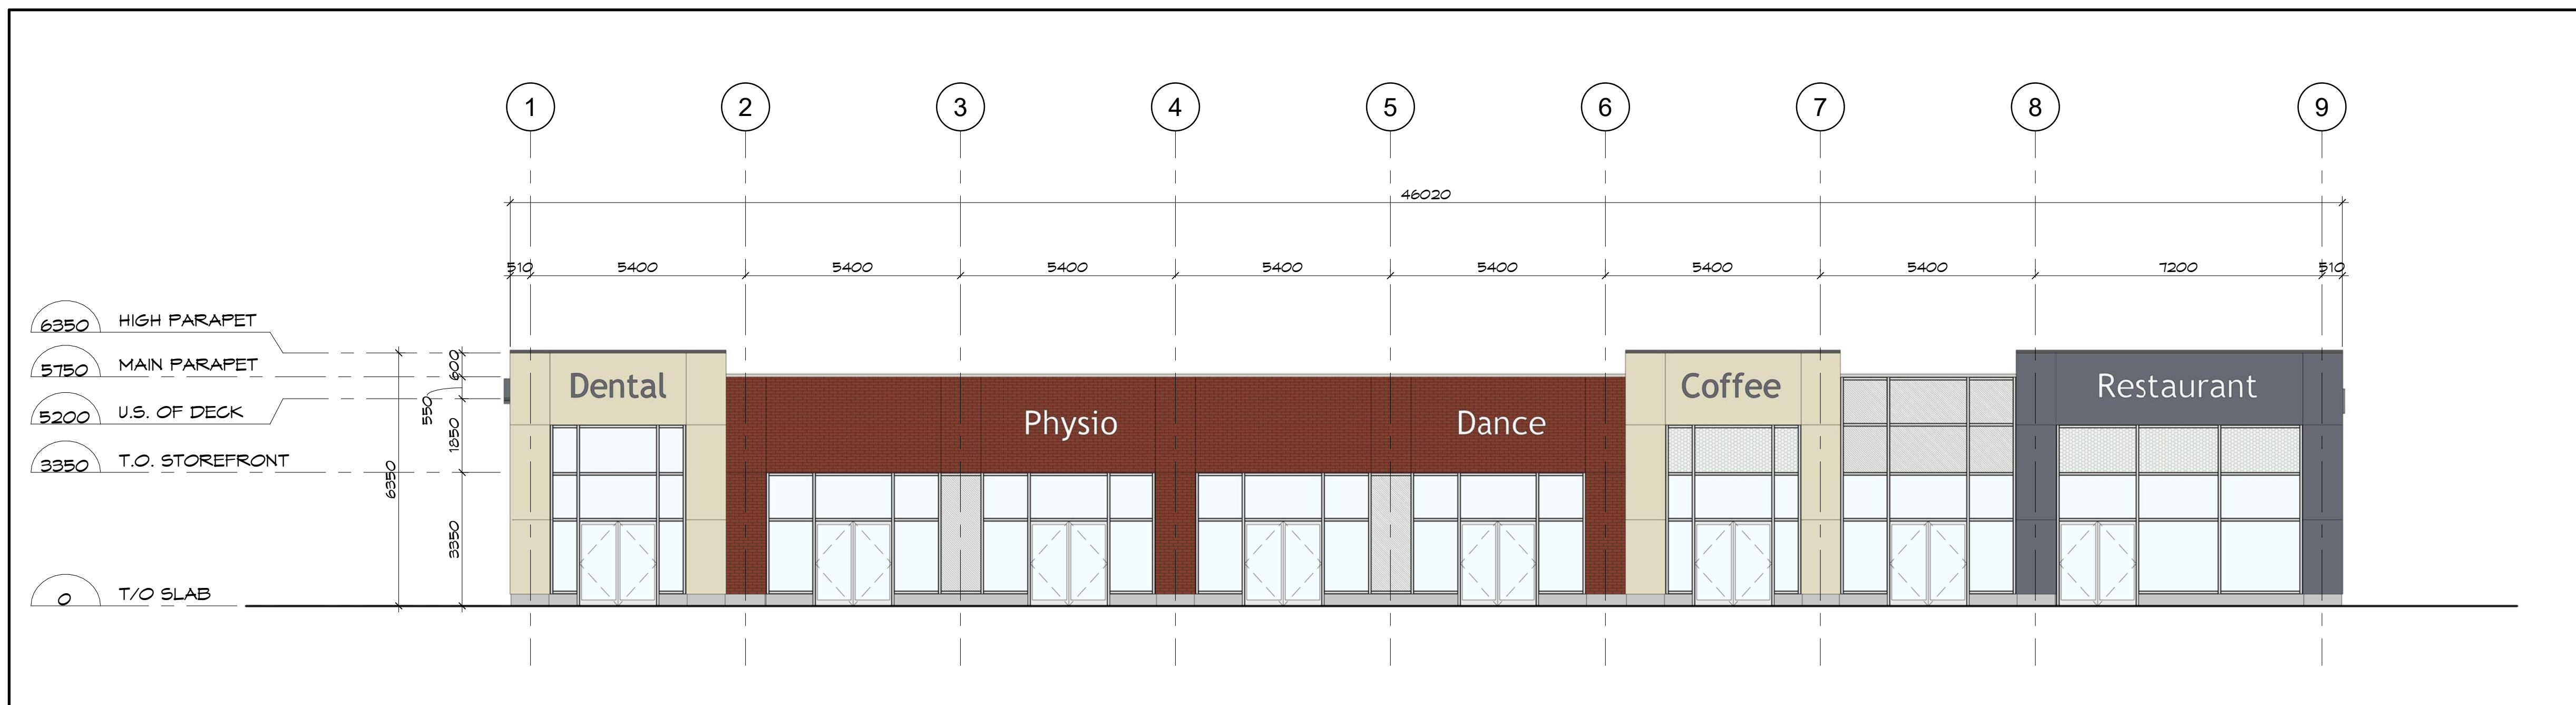 1 2 3 4 5 6 7 8 9
46020
510 5400 5400 5400 5400 5400 5400 5400 7200 510
6350 HIGH PARAPET
5750 MAIN PARAPET
5200 U.S. OF DECK
3350 T.O. STOREFRONT
0 T/O SLAB
6350
600
550
1850
3350
Dental
Physio
Dance
Coffee
Restaurant